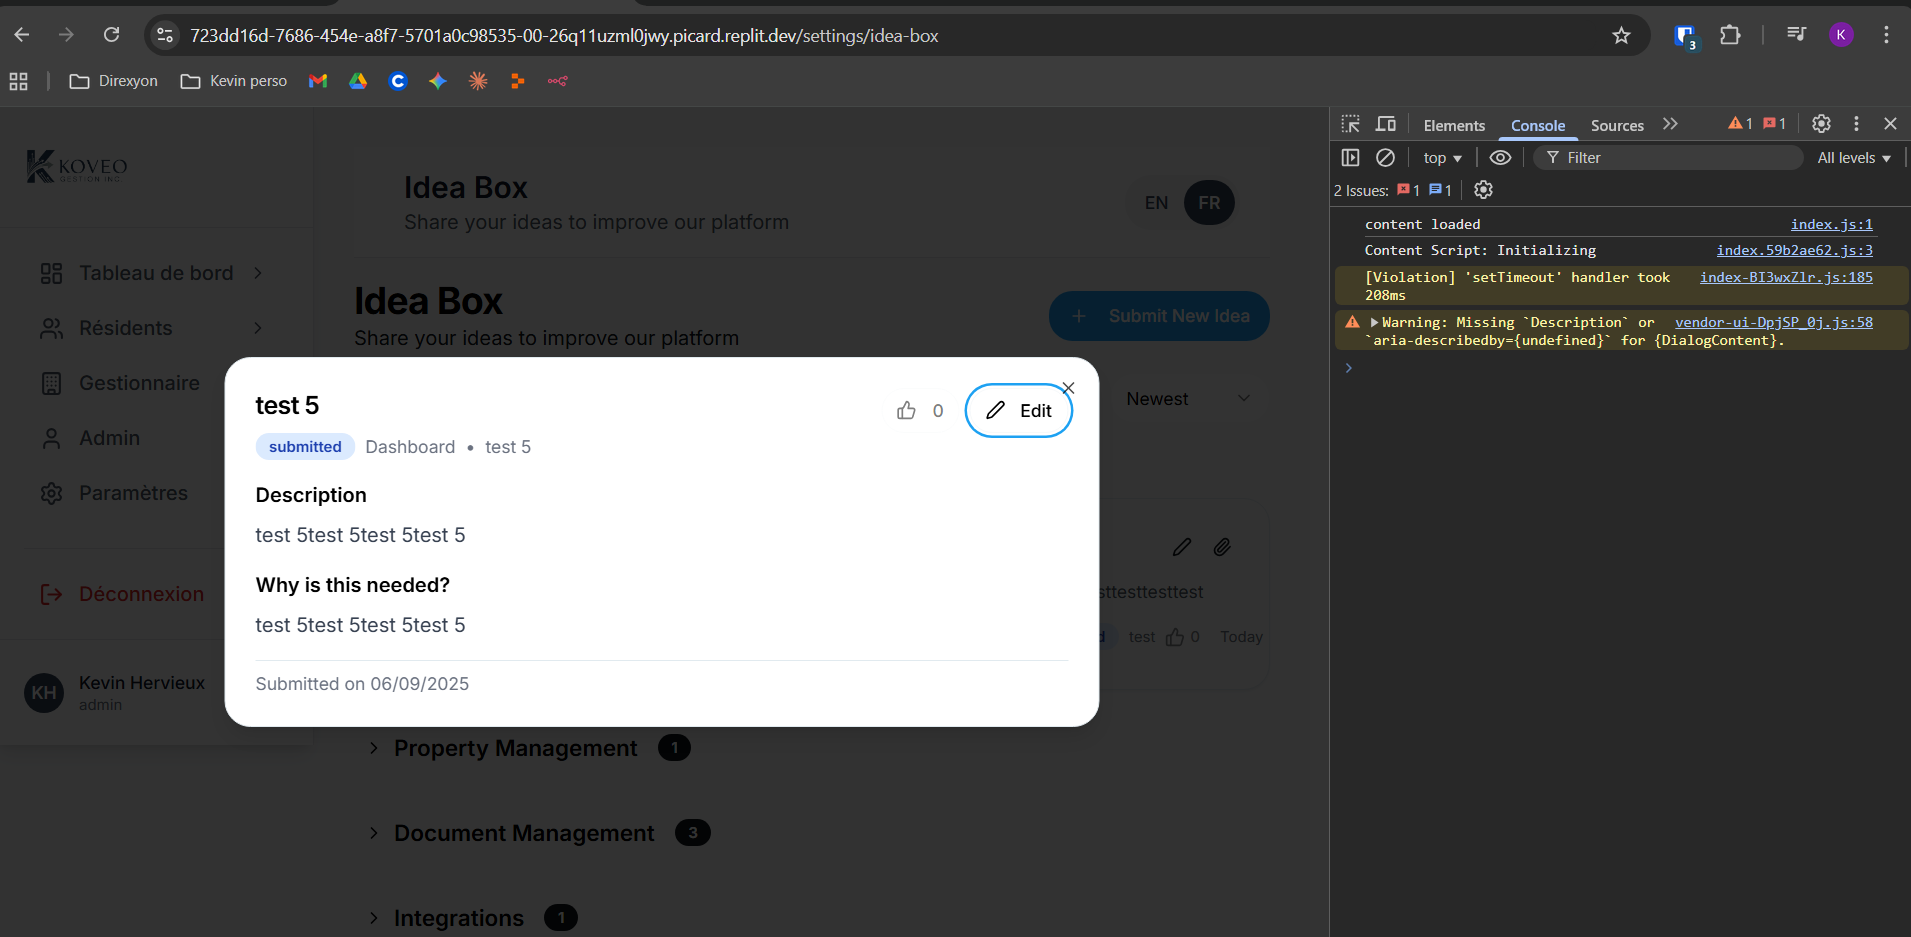 723dd16d-7686-454e-a8f7-5701a0c98535-00-26q11uzml0jwy.picard.replit.dev/settings/idea-box
3
K
Direxyon
Kevin perso
KOVEO
GESTION INC.
Idea Box
Share your ideas to improve our platform
EN FR
Tableau de bord
Résidents
Gestionnaire
Admin
Paramètres
Déconnexion
KH
Kevin Hervieux
admin
Idea Box
Share your ideas to improve our platform
+ Submit New Idea
Newest
test 5
0
Edit
submitted Dashboard • test 5
Description
test 5test 5test 5test 5
Why is this needed?
test 5test 5test 5test 5
Submitted on 06/09/2025
sttesttesttest
d test 0 Today
Property Management 1
Document Management 3
Integrations 1
Elements Console Sources 1 1
top Filter All levels
2 Issues: 1 1
content loaded index.js:1
Content Script: Initializing index.59b2ae62.js:3
[Violation] 'setTimeout' handler took index-BI3wxZlr.js:185
208ms
Warning: Missing `Description` or vendor-ui-DpjSP_0j.js:58
`aria-describedby={undefined}` for {DialogContent}.